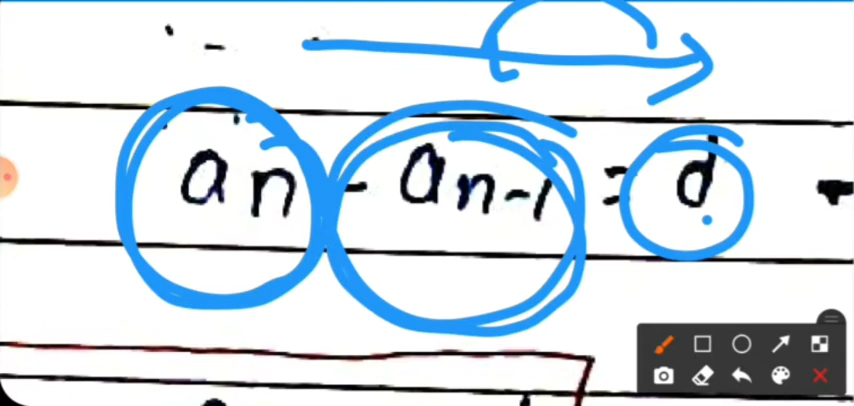 an - an-1 = d